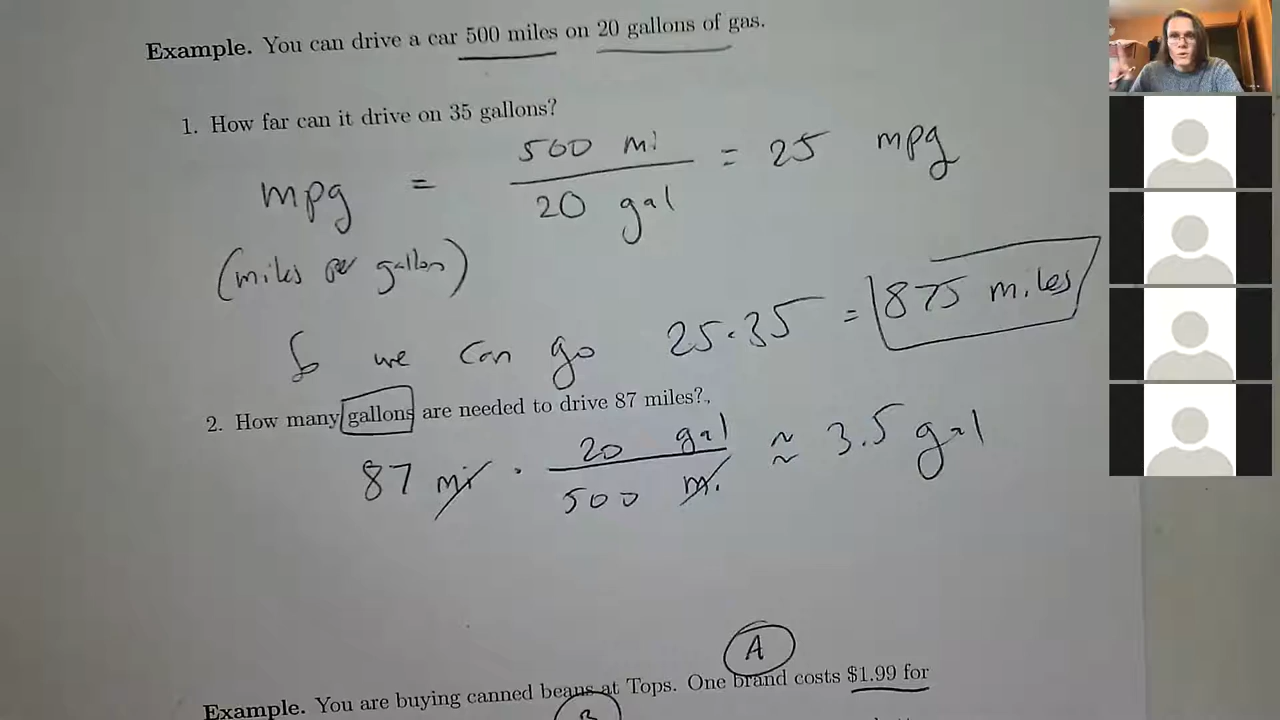 Example. You can drive a car 500 miles on 20 gallons of gas.
1. How far can it drive on 35 gallons?
mpg = 500 mi / 20 gal = 25 mpg
(miles per gallon)
So we can go 25·35 = 875 miles
2. How many gallons are needed to drive 87 miles?.,
87 mi · 20 gal / 500 mi ≈ 3.5 gal
A
Example. You are buying canned beans at Tops. One brand costs $1.99 for
B